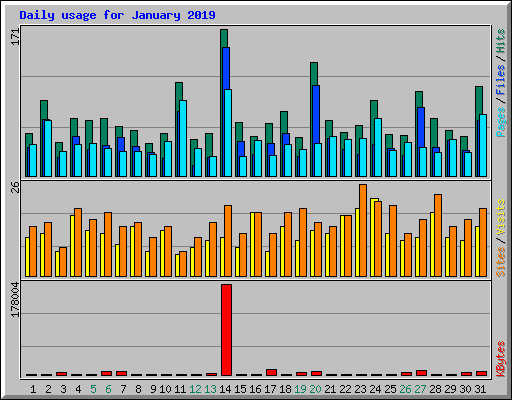 Daily usage for January 2019
171
Pages / Files / Hits
26
Sites / Visits
178004
KBytes
1 2 3 4 5 6 7 8 9 10 11 12 13 14 15 16 17 18 19 20 21 22 23 24 25 26 27 28 29 30 31